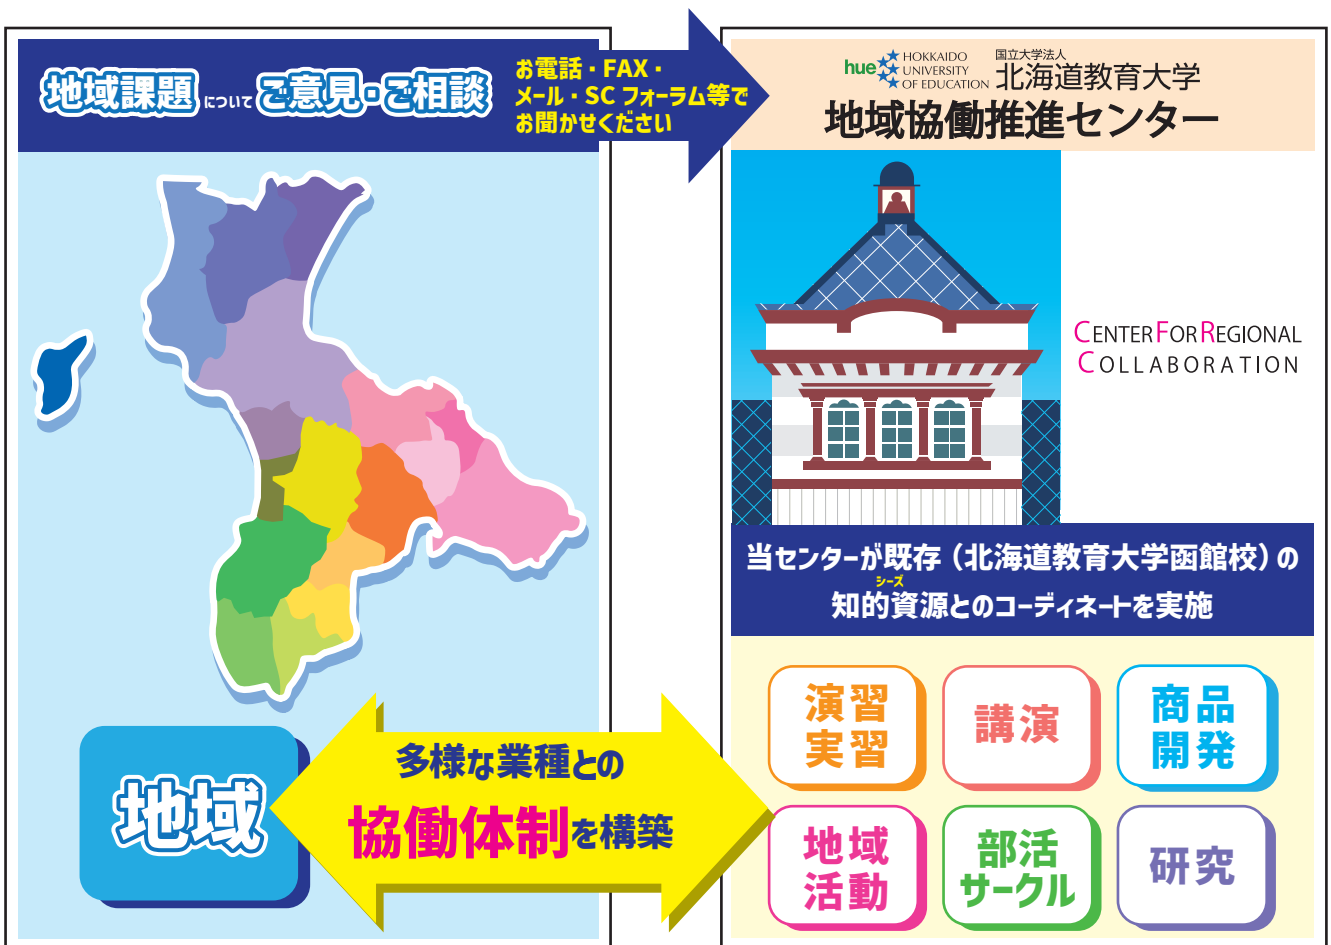 地域課題についてご意見・ご相談
お電話・FAX・
メール・SCフォーラム等で
お聞かせください
hue HOKKAIDO
UNIVERSITY
OF EDUCATION
国立大学法人
北海道教育大学
地域協働推進センター
CENTER FOR REGIONAL
COLLABORATION
当センターが既存（北海道教育大学函館校）の
シーズ
知的資源とのコーディネートを実施
地域
多様な業種との
協働体制を構築
演習
実習
講演
商品
開発
地域
活動
部活
サークル
研究